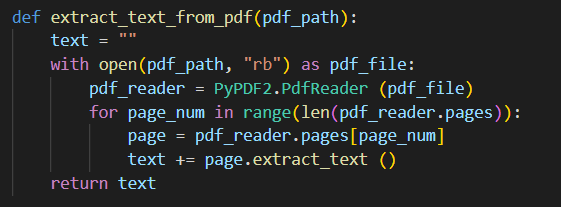 def extract_text_from_pdf(pdf_path):
    text = ""
    with open(pdf_path, "rb") as pdf_file:
        pdf_reader = PyPDF2.PdfReader (pdf_file)
        for page_num in range(len(pdf_reader.pages)):
            page = pdf_reader.pages[page_num]
            text += page.extract_text ()
    return text